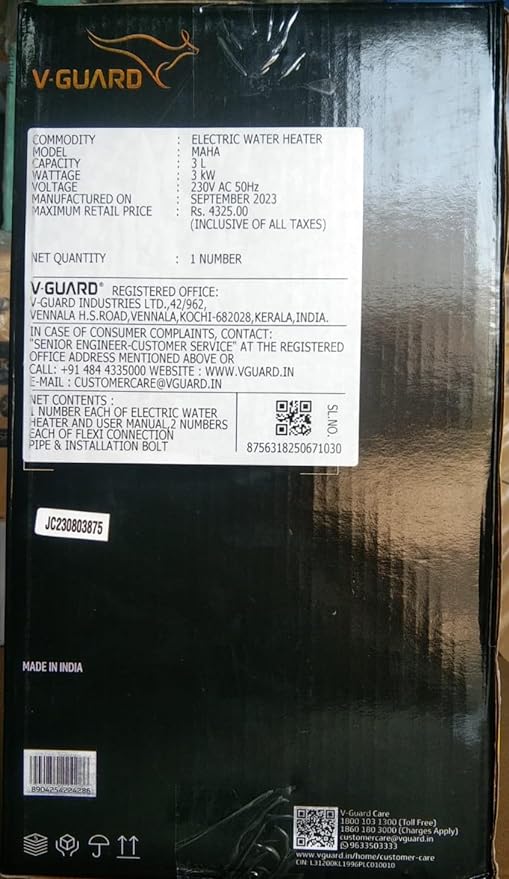 V-GUARD
COMMODITY : ELECTRIC WATER HEATER
MODEL : MAHA
CAPACITY : 3 L
WATTAGE : 3 kW
VOLTAGE : 230V AC 50Hz
MANUFACTURED ON : SEPTEMBER 2023
MAXIMUM RETAIL PRICE : Rs. 4325.00
(INCLUSIVE OF ALL TAXES)
NET QUANTITY : 1 NUMBER
V-GUARD® REGISTERED OFFICE:
V-GUARD INDUSTRIES LTD.,42/962,
VENNALA H.S.ROAD,VENNALA,KOCHI-682028,KERALA,INDIA.
IN CASE OF CONSUMER COMPLAINTS, CONTACT:
"SENIOR ENGINEER-CUSTOMER SERVICE" AT THE REGISTERED
OFFICE ADDRESS MENTIONED ABOVE OR
CALL: +91 484 4335000 WEBSITE : WWW.VGUARD.IN
E-MAIL : CUSTOMERCARE@VGUARD.IN
NET CONTENTS :
1 NUMBER EACH OF ELECTRIC WATER
HEATER AND USER MANUAL,2 NUMBERS
EACH OF FLEXI CONNECTION
PIPE & INSTALLATION BOLT
SL.NO.
8756318250671030
JC230803875
MADE IN INDIA
8904254224286
V-Guard Care
1800 103 1300 (Toll Free)
1860 180 3000 (Charges Apply)
customercare@vguard.in
9633503333
www.vguard.in/home/customer-care
CIN: L31200KL1996PLC010010